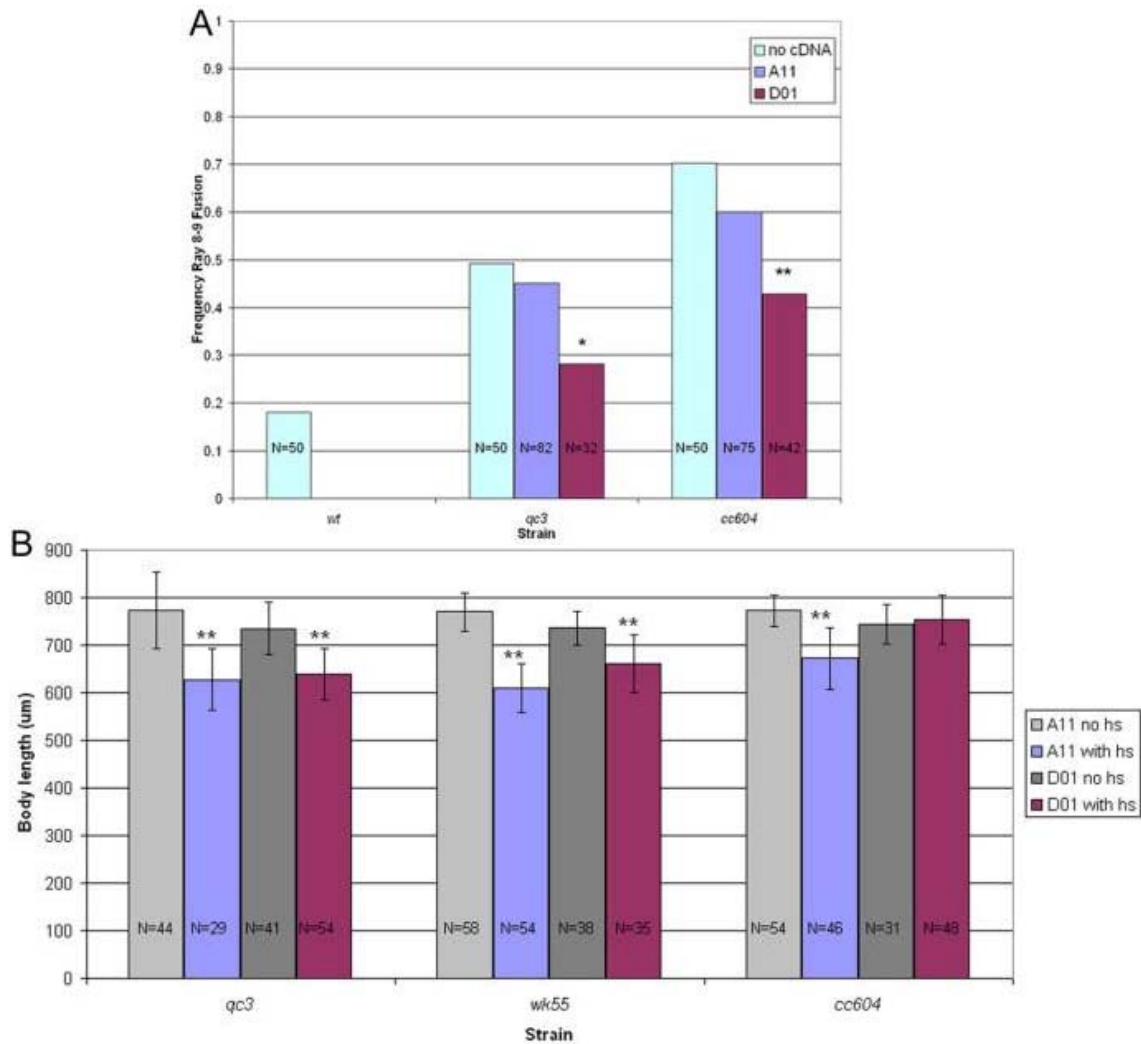 A
1
0.9
0.8
0.7
0.6
0.5
0.4
0.3
0.2
0.1
0
Frequency Ray 8-9 Fusion
no cDNA
A11
D01
*
**
N=50
N=50
N=82
N=32
N=50
N=75
N=42
wt
qc3
cc604
Strain
B
900
800
700
600
500
400
300
200
100
0
Body length (um)
**
**
**
**
**
N=44
N=29
N=41
N=54
N=58
N=54
N=38
N=35
N=54
N=46
N=31
N=48
qc3
wk55
cc604
Strain
A11 no hs
A11 with hs
D01 no hs
D01 with hs